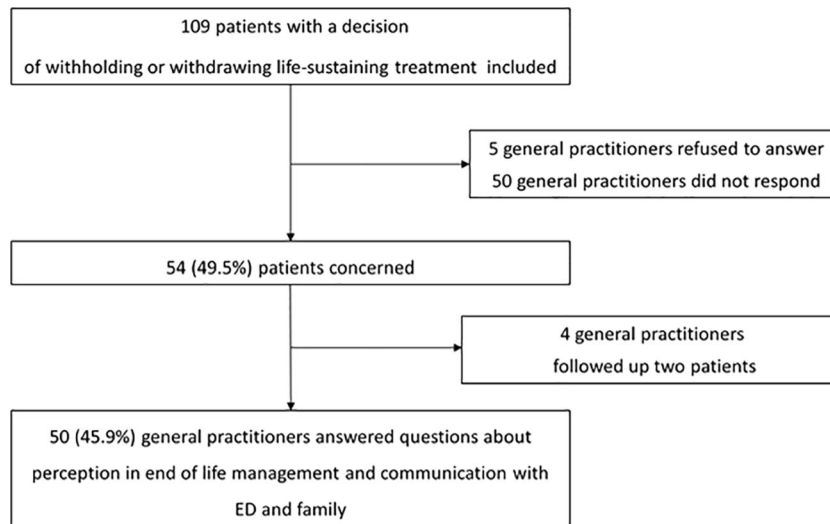 109 patients with a decision
of withholding or withdrawing life-sustaining treatment included
5 general practitioners refused to answer
50 general practitioners did not respond
54 (49.5%) patients concerned
4 general practitioners
followed up two patients
50 (45.9%) general practitioners answered questions about
perception in end of life management and communication with
ED and family